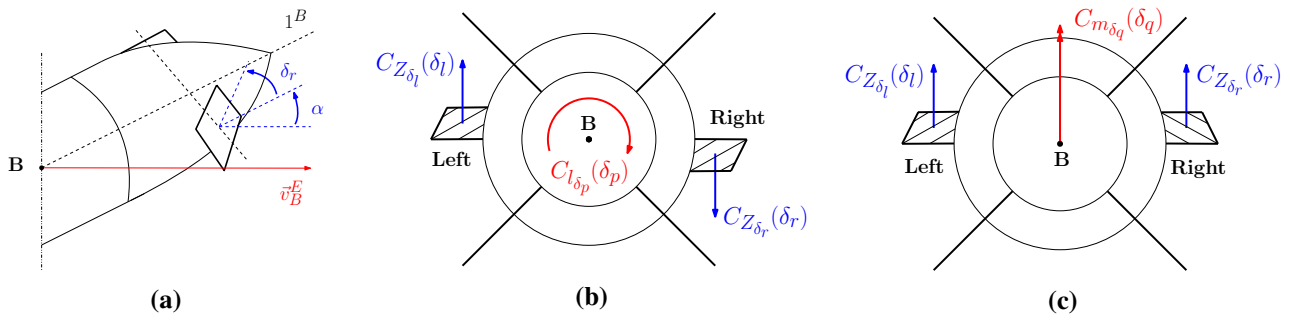 1^B
δ_r
α
B
\vec{v}_B^E
(a)
C_{Z_{δ_l}}(δ_l)
B
Right
Left
C_{l_{δ_p}}(δ_p)
C_{Z_{δ_r}}(δ_r)
(b)
C_{m_{δ_q}}(δ_q)
C_{Z_{δ_l}}(δ_l)
C_{Z_{δ_r}}(δ_r)
B
Left
Right
(c)